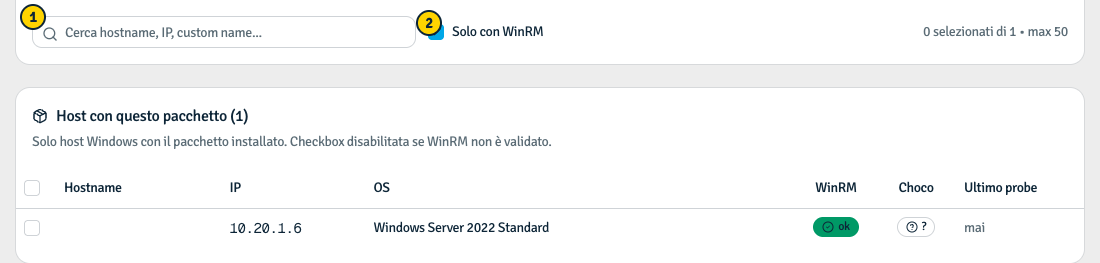 1
2
Cerca hostname, IP, custom name...
Solo con WinRM
0 selezionati di 1 • max 50
Host con questo pacchetto (1)
Solo host Windows con il pacchetto installato. Checkbox disabilitata se WinRM non è validato.
Hostname IP OS WinRM Choco Ultimo probe
10.20.1.6 Windows Server 2022 Standard ok ? mai